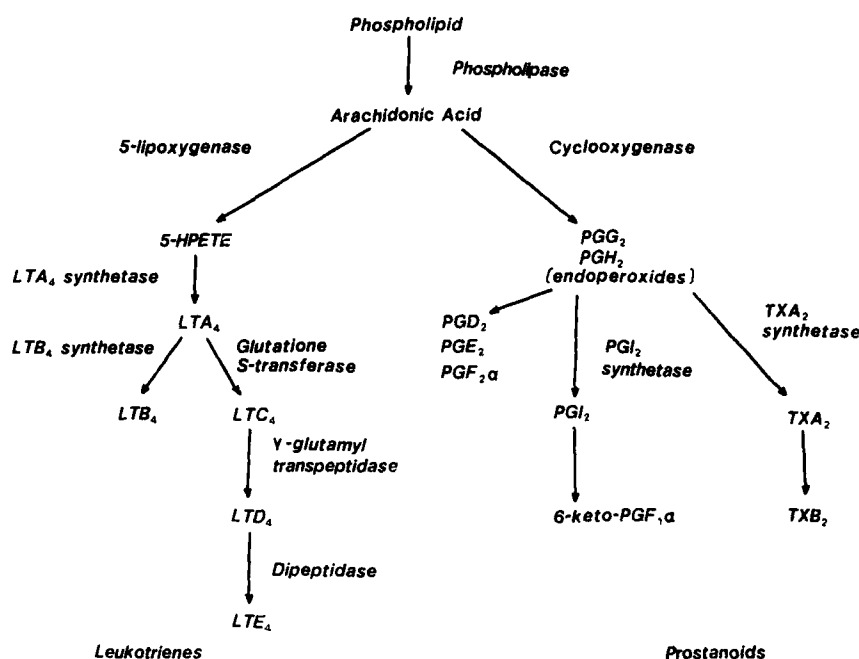 Phospholipid
Phospholipase
Arachidonic Acid
5-lipoxygenase
Cyclooxygenase
5-HPETE
PGG₂
PGH₂
(endoperoxides)
LTA₄ synthetase
LTA₄
PGD₂
PGE₂
PGF₂α
PGI₂
synthetase
TXA₂
synthetase
LTB₄ synthetase
Glutatione
S-transferase
LTB₄
LTC₄
PGI₂
TXA₂
γ-glutamyl
transpeptidase
LTD₄
6-keto-PGF₁α
TXB₂
Dipeptidase
LTE₄
Leukotrienes
Prostanoids